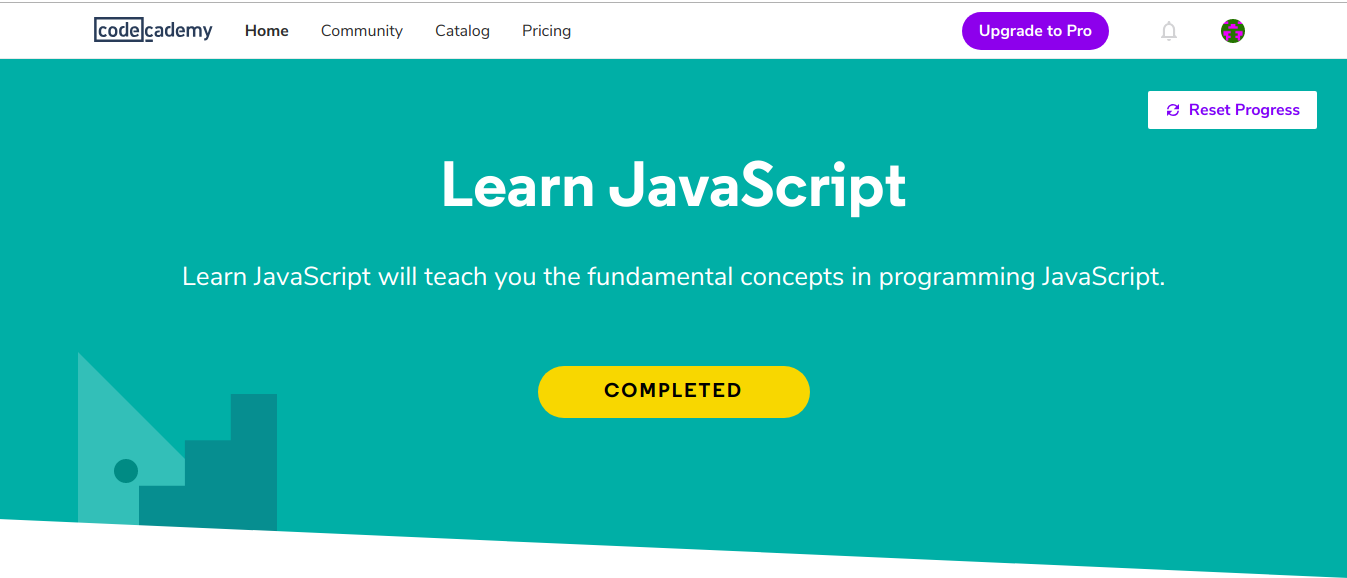 codecademy Home Community Catalog Pricing Upgrade to Pro
Reset Progress
Learn JavaScript
Learn JavaScript will teach you the fundamental concepts in programming JavaScript.
COMPLETED